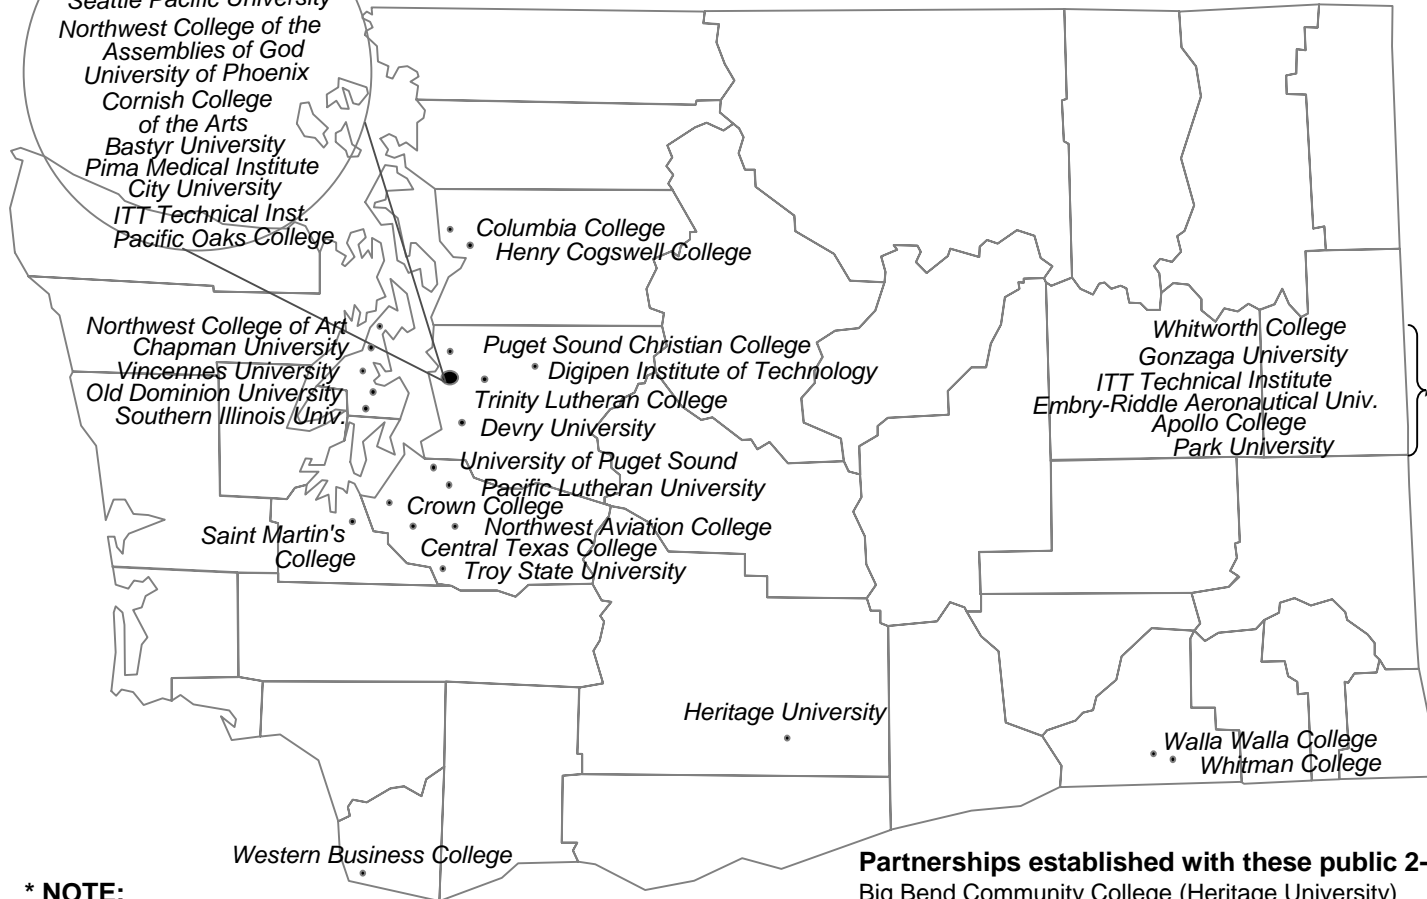 Seattle Pacific University
Northwest College of the
Assemblies of God
University of Phoenix
Cornish College
of the Arts
Bastyr University
Pima Medical Institute
City University
ITT Technical Inst.
Pacific Oaks College
Columbia College
Henry Cogswell College
Northwest College of Art
Chapman University
Vincennes University
Old Dominion University
Southern Illinois Univ.
Puget Sound Christian College
Digipen Institute of Technology
Trinity Lutheran College
Devry University
University of Puget Sound
Pacific Lutheran University
Crown College
Northwest Aviation College
Central Texas College
Troy State University
Saint Martin's
College
Whitworth College
Gonzaga University
ITT Technical Institute
Embry-Riddle Aeronautical Univ.
Apollo College
Park University
Heritage University
Walla Walla College
Whitman College
Western Business College
* NOTE:
Partnerships established with these public 2-
Big Bend Community College (Heritage University)